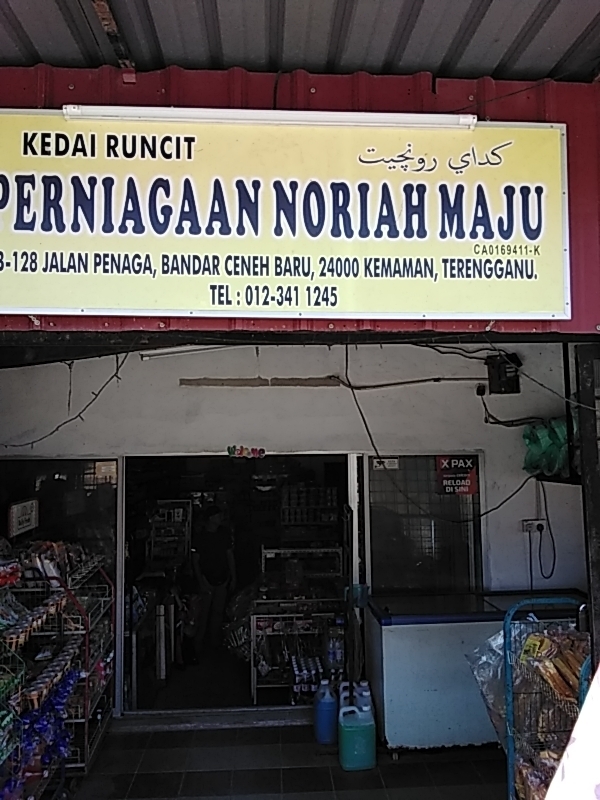 KEDAI RUNCIT
كداي رونچيت
PERNIAGAAN NORIAH MAJU
CA0169411-K
3-128 JALAN PENAGA, BANDAR CENEH BARU, 24000 KEMAMAN, TERENGGANU.
TEL : 012-341 1245
Welcome
X PAX
RELOAD
DI SINI